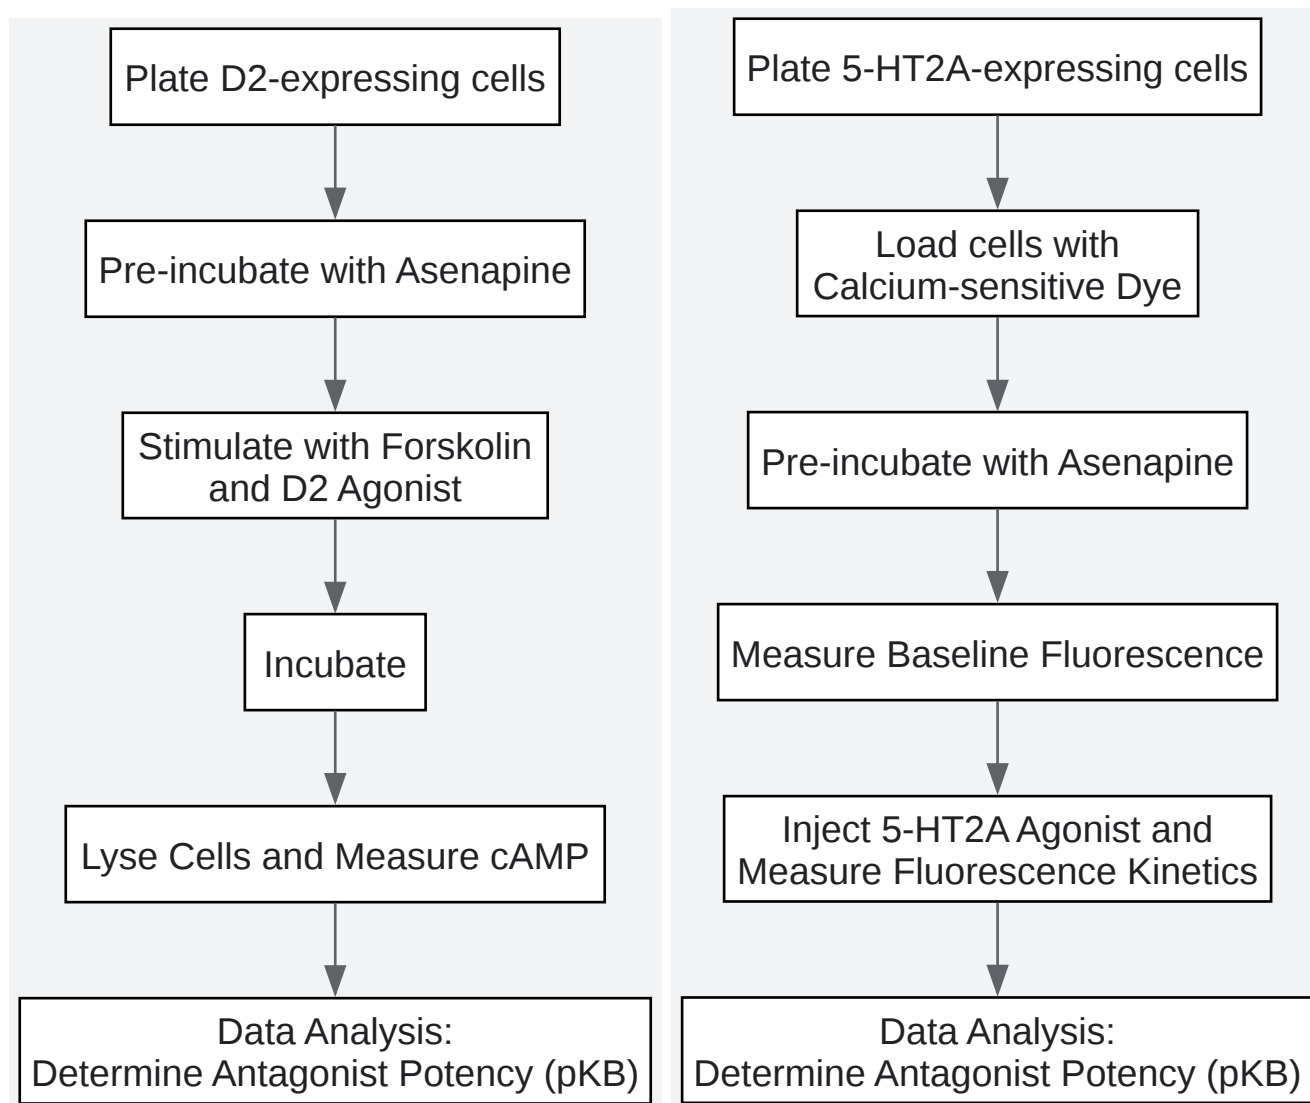 Plate D2-expressing cells
Pre-incubate with Asenapine
Stimulate with Forskolin
and D2 Agonist
Incubate
Lyse Cells and Measure cAMP
Data Analysis:
Determine Antagonist Potency (pKB)
Plate 5-HT2A-expressing cells
Load cells with
Calcium-sensitive Dye
Pre-incubate with Asenapine
Measure Baseline Fluorescence
Inject 5-HT2A Agonist and
Measure Fluorescence Kinetics
Data Analysis:
Determine Antagonist Potency (pKB)